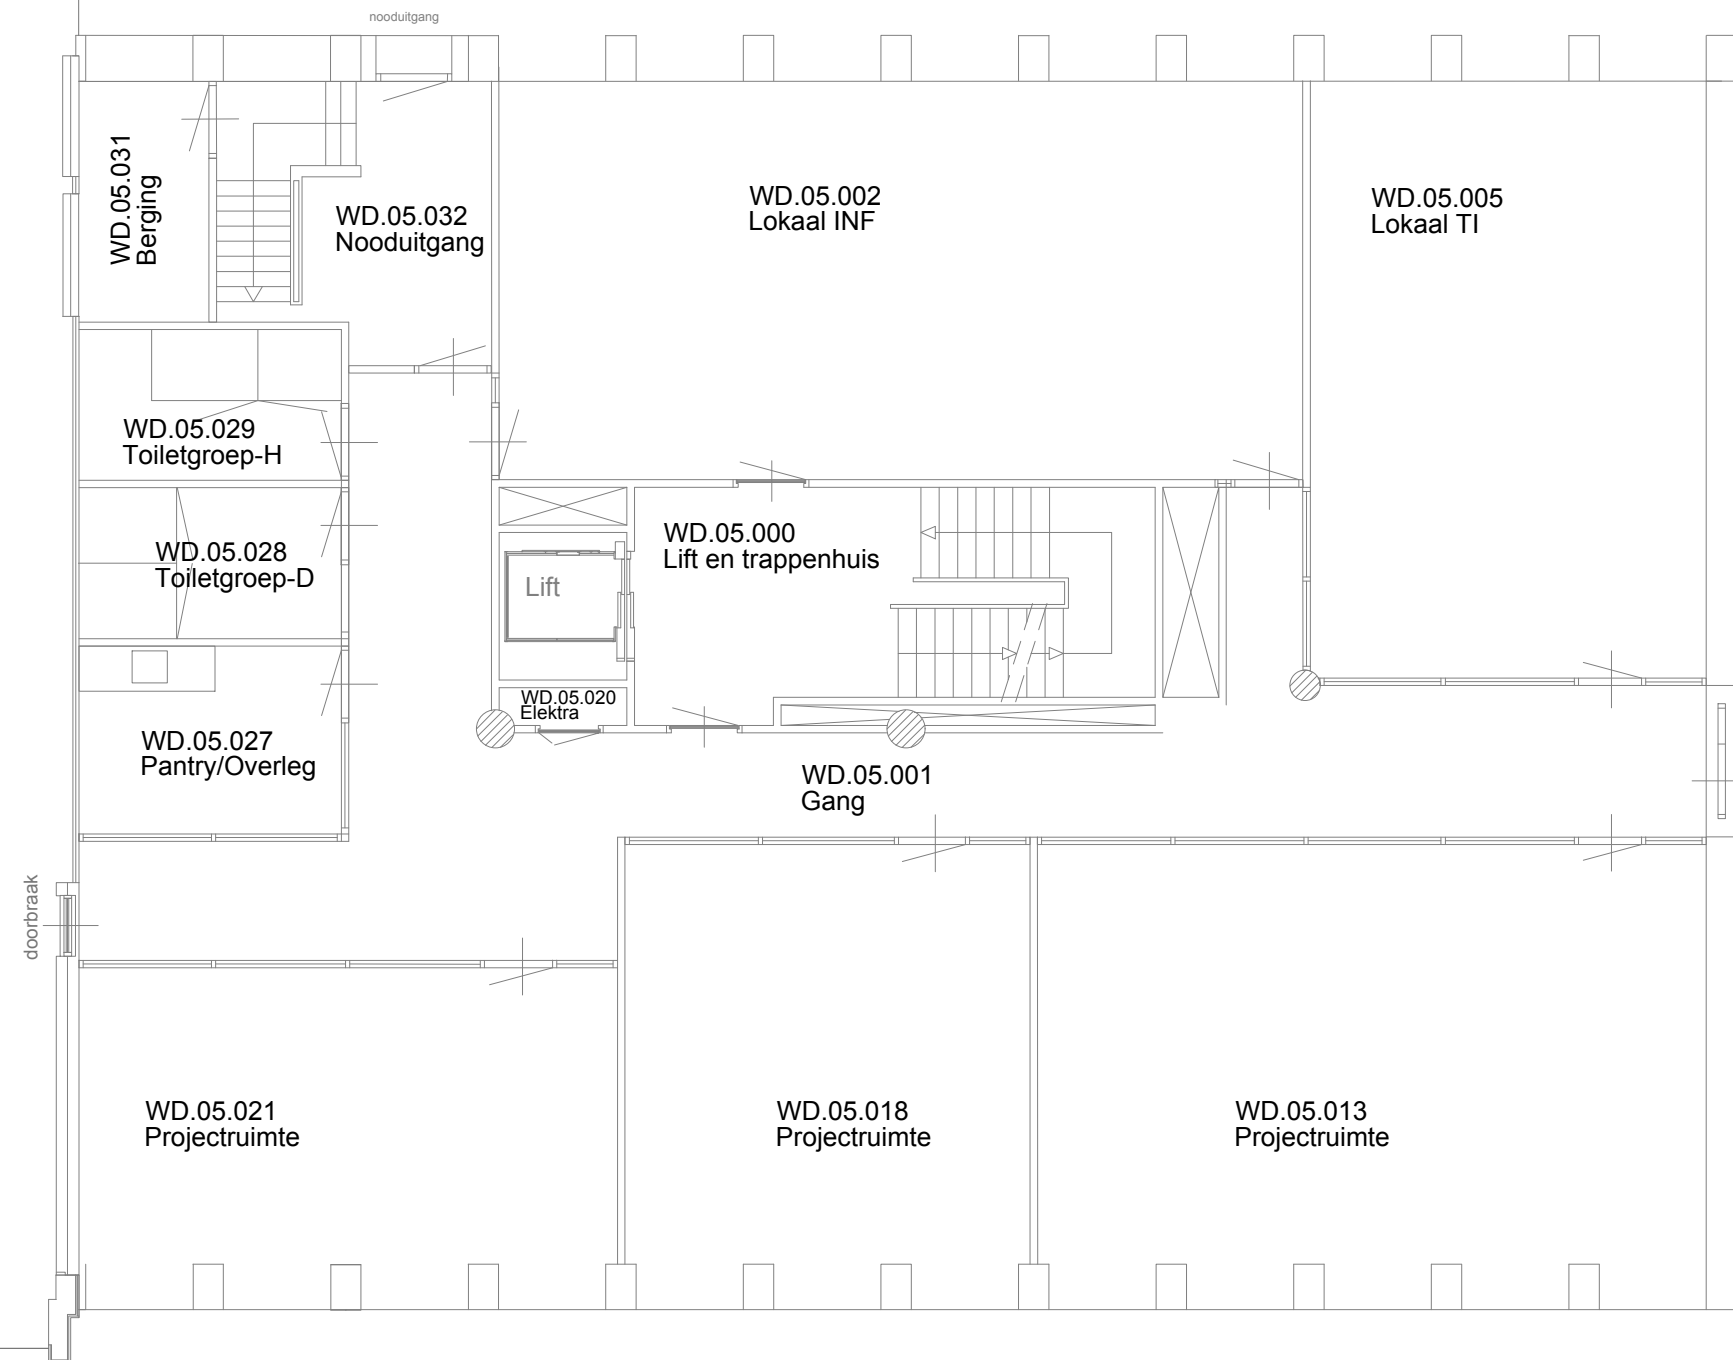 nooduitgang
WD.05.031
Berging
WD.05.032
Nooduitgang
WD.05.002
Lokaal INF
WD.05.005
Lokaal TI
WD.05.029
Toiletgroep-H
WD.05.028
Toiletgroep-D
Lift
WD.05.000
Lift en trappenhuis
WD.05.020
Elektra
WD.05.027
Pantry/Overleg
WD.05.001
Gang
doorbraak
WD.05.021
Projectruimte
WD.05.018
Projectruimte
WD.05.013
Projectruimte